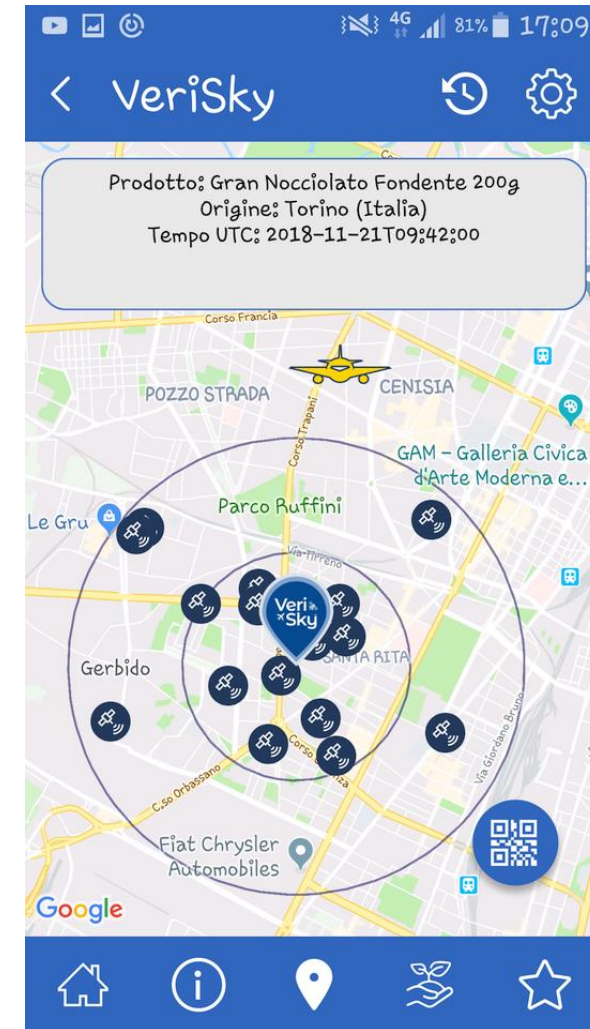 4G 81% 17:09
VeriSky
Prodotto: Gran Nocciolato Fondente 200g
Origine: Torino (Italia)
Tempo UTC: 2018-11-21T09:42:00
Corso Francia
POZZO STRADA
CENISIA
Corso Trapani
GAM - Galleria Civica
d'Arte Moderna e...
Le Gru
Parco Ruffini
Via Tirreno
Veri
Sky
SANTA RITA
Gerbido
Via Giordano Bruno
C.so Orbassano
Fiat Chrysler
Automobiles
Google